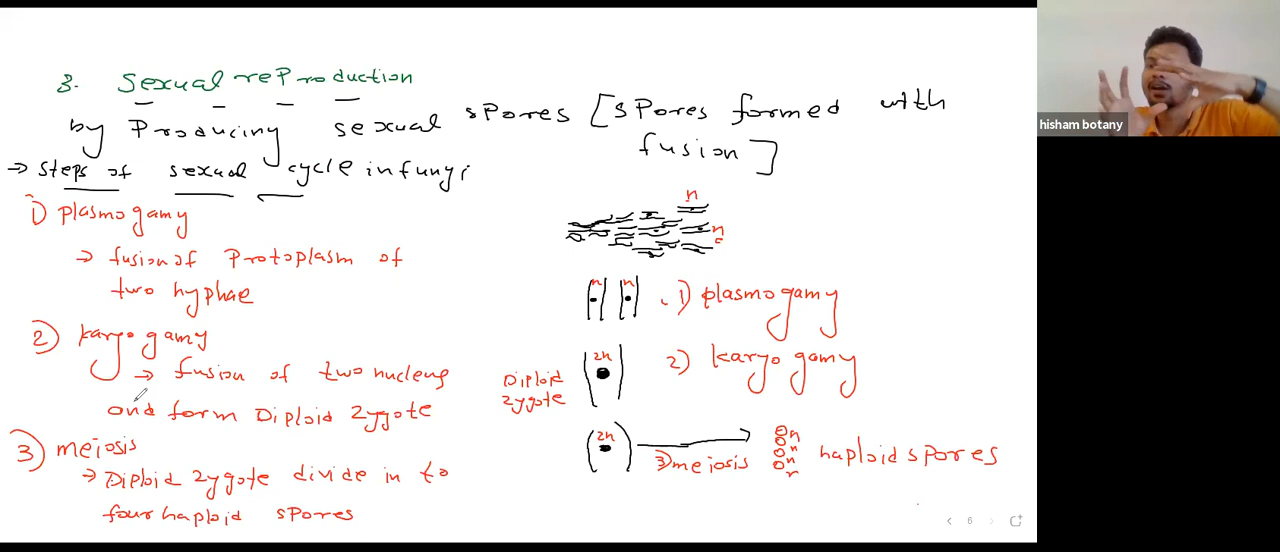 3. Sexual reproduction
by producing sexual spores [spores formed with
fusion]
→ steps of sexual cycle in fungi
1) plasmogamy
→ fusion of protoplasm of
two hyphae
2) karyogamy
→ fusion of two nucleus
and form Diploid zygote
3) meiosis
→ Diploid zygote divide in to
four haploid spores
n
n
n n 1) plasmogamy
2n 2) karyogamy
Diploid
zygote
2n 3) meiosis n n n n haploid spores
hisham botany
6